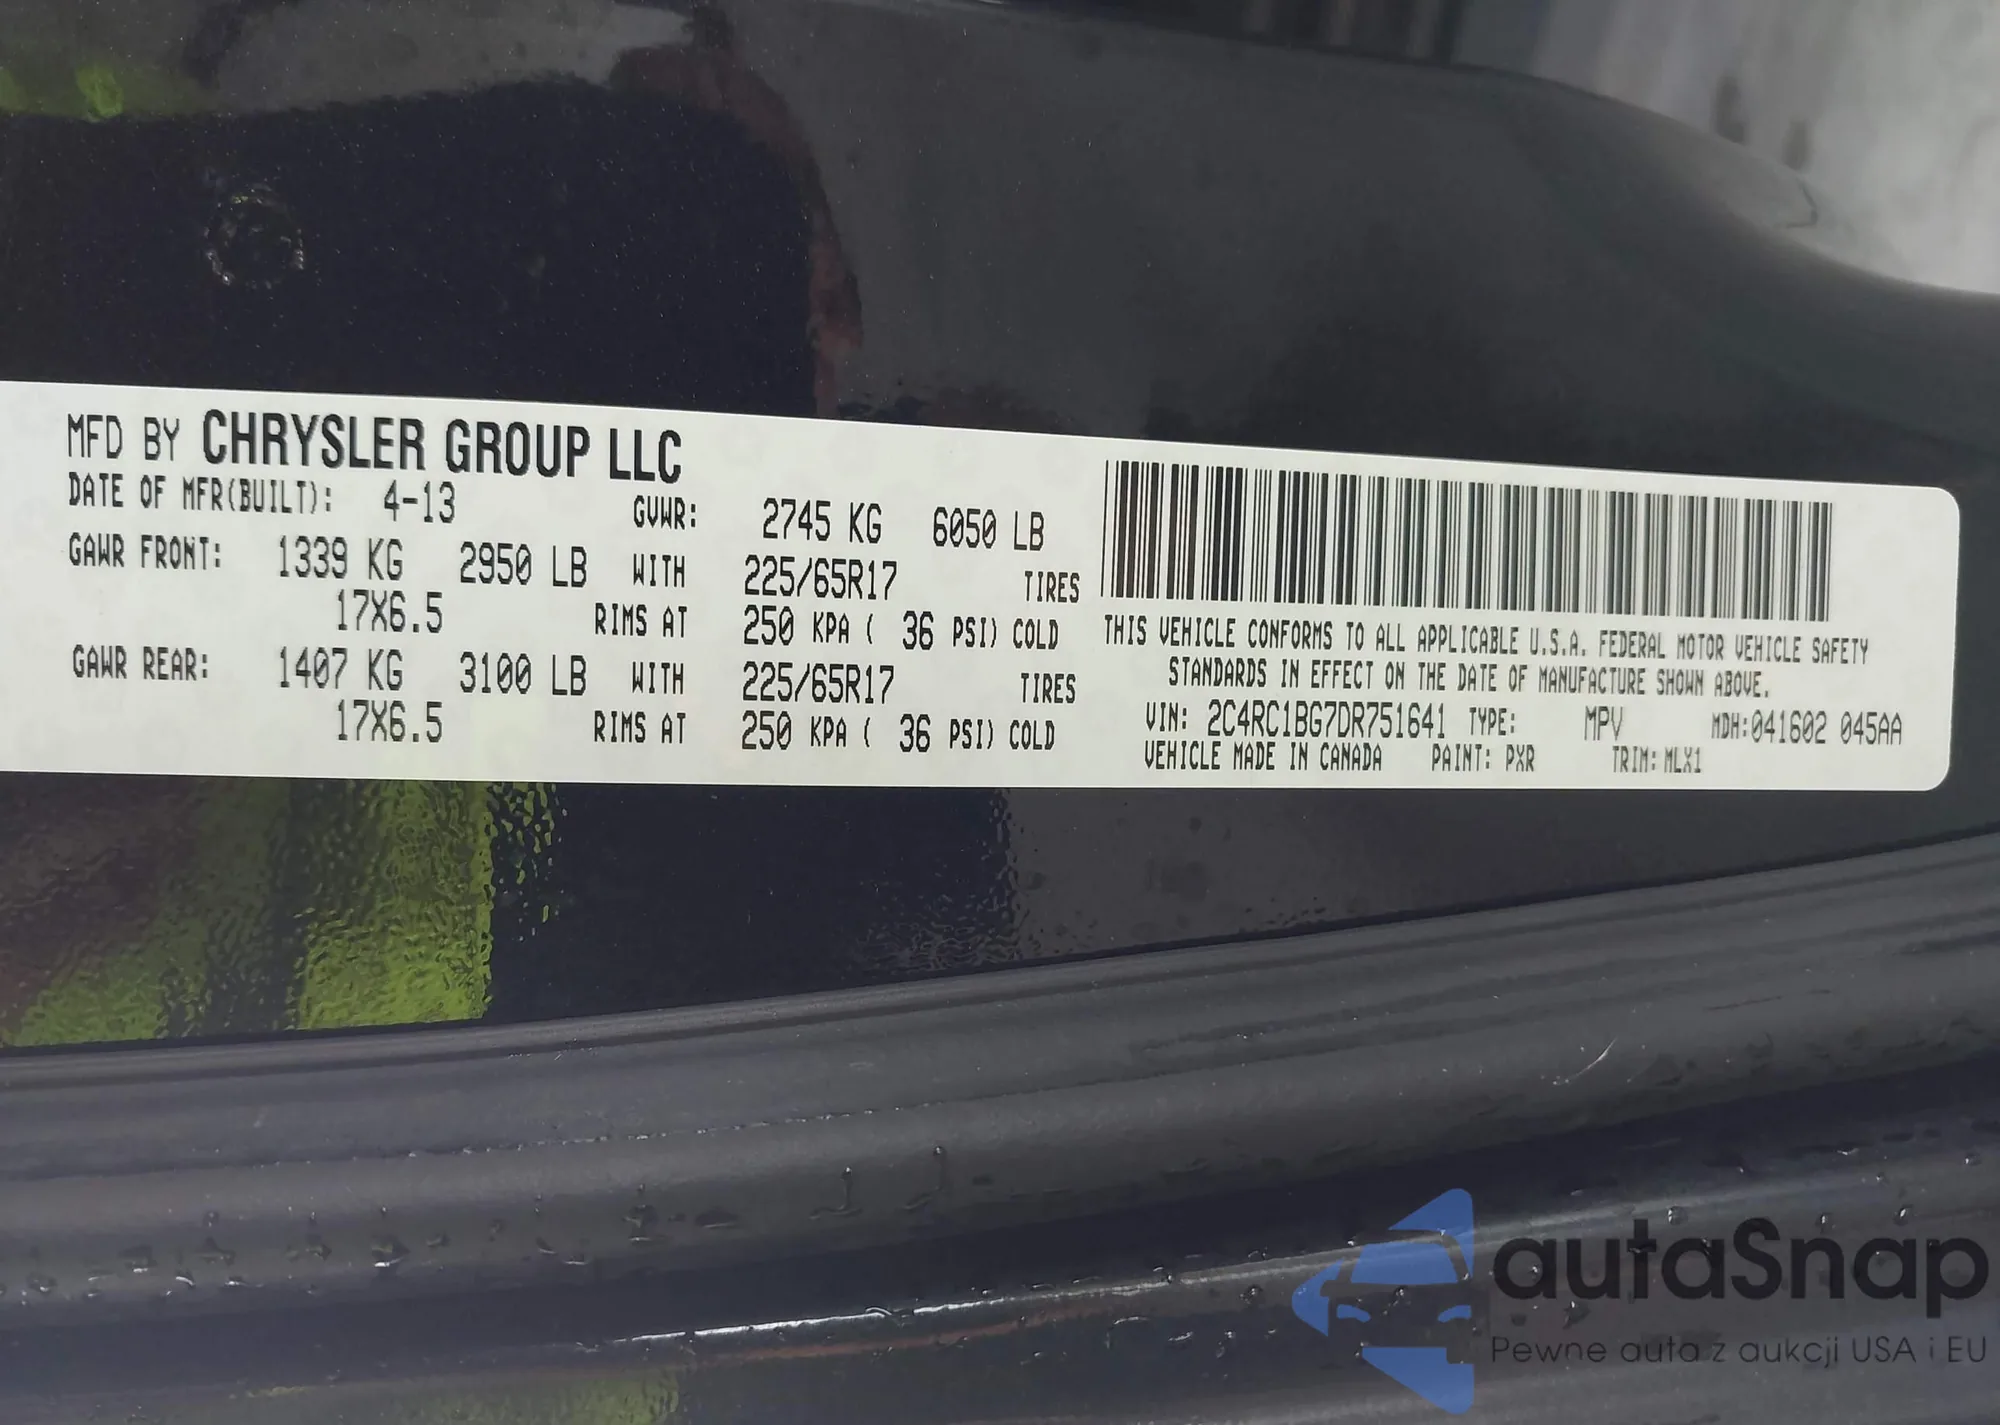 MFD BY CHRYSLER GROUP LLC
DATE OF MFR(BUILT): 4-13 GVWR: 2745 KG 6050 LB
GAWR FRONT: 1339 KG 2950 LB WITH 225/65R17 TIRES
17X6.5 RIMS AT 250 KPA ( 36 PSI) COLD
GAWR REAR: 1407 KG 3100 LB WITH 225/65R17 TIRES
17X6.5 RIMS AT 250 KPA ( 36 PSI) COLD
THIS VEHICLE CONFORMS TO ALL APPLICABLE U.S.A. FEDERAL MOTOR VEHICLE SAFETY
STANDARDS IN EFFECT ON THE DATE OF MANUFACTURE SHOWN ABOVE.
VIN: 2C4RC1BG7DR751641 TYPE: MPV MDH:041602 045AA
VEHICLE MADE IN CANADA PAINT: PXR TRIM: MLX1
autaSnap
Pewne auta z aukcji USA i EU